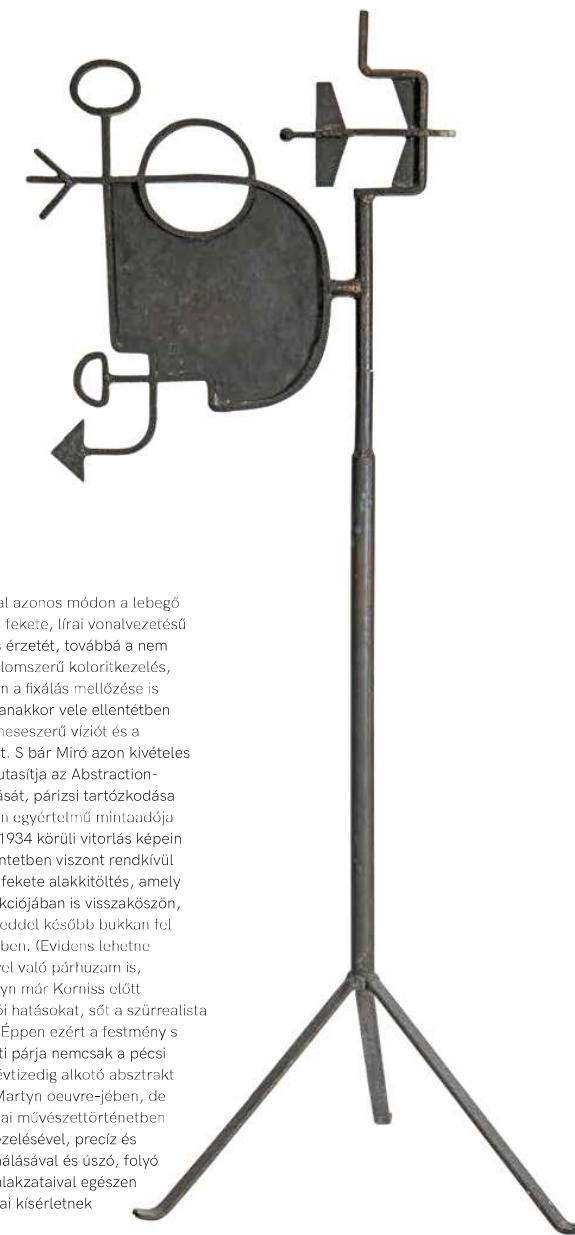 al azonos módon a lebegő
fekete, lírai vonalvezetésű
s érzetét, továbbá a nem
lomszerű koloritkezelés,
n a fixálás mellőzése is
anakkor vele ellentétben
neseszerű víziót és a
t. S bár Miró azon kivételes
utasítja az Abstraction-
ását, párizsi tartózkodása
n egyértelmű mintaadója
1934 körüli vitorlás képein
ntetben viszont rendkívül
fekete alakkitöltés, amely
kciójában is visszaköszön,
eddel később bukkan fel
ben. (Evidens lehetne
el való párhuzam is,
yn már Korniss előtt
ói hatásokat, sőt a szürrealista
Éppen ezért a festmény s
ti párja nemcsak a pécsi
évtizedig alkotó absztrakt
Martyn oeuvre-jében, de
ai művészettörténetben
ezelésével, precíz és
nálásával és úszó, folyó
alakzataival egészen
ai kísérletnek